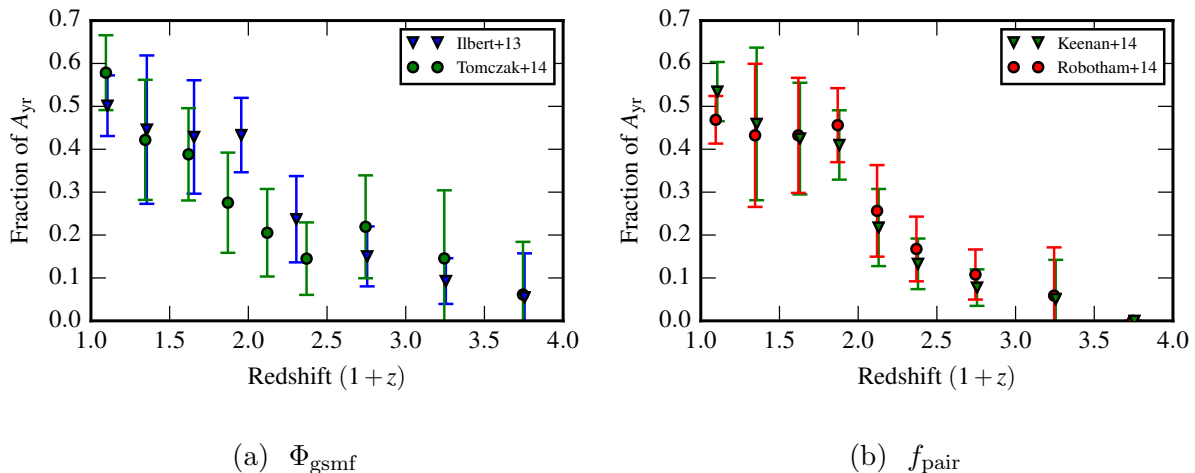 0.7
0.6
0.5
0.4
0.3
0.2
0.1
0.0
Fraction of A_yr
1.0 1.5 2.0 2.5 3.0 3.5 4.0
Redshift (1 + z)
Ilbert+13
Tomczak+14
(a) Φ_gsmf
0.7
0.6
0.5
0.4
0.3
0.2
0.1
0.0
Fraction of A_yr
1.0 1.5 2.0 2.5 3.0 3.5 4.0
Redshift (1 + z)
Keenan+14
Robotham+14
(b) f_pair